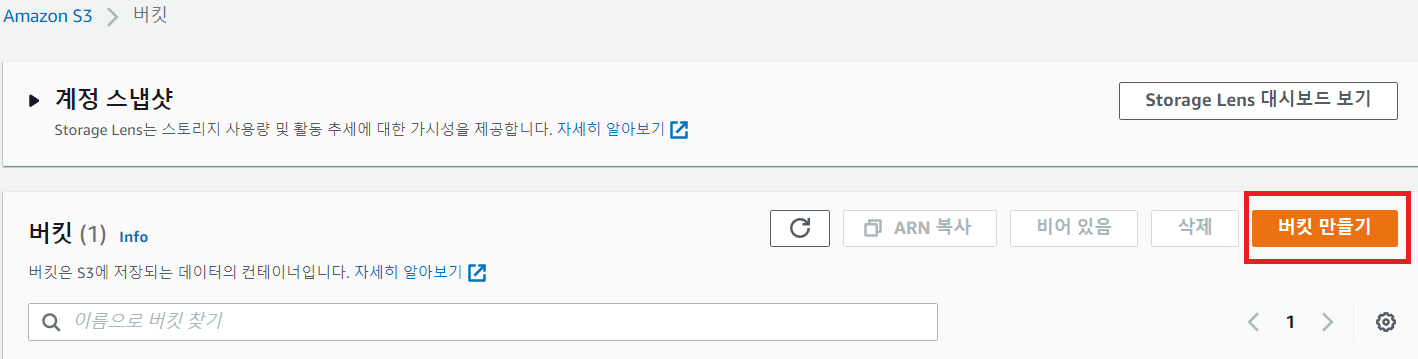 Amazon S3 > 버킷
계정 스냅샷
Storage Lens 대시보드 보기
Storage Lens는 스토리지 사용량 및 활동 추세에 대한 가시성을 제공합니다. 자세히 알아보기
버킷 (1) Info
ARN 복사
비어 있음
삭제
버킷 만들기
버킷은 S3에 저장되는 데이터의 컨테이너입니다. 자세히 알아보기
이름으로 버킷 찾기
1